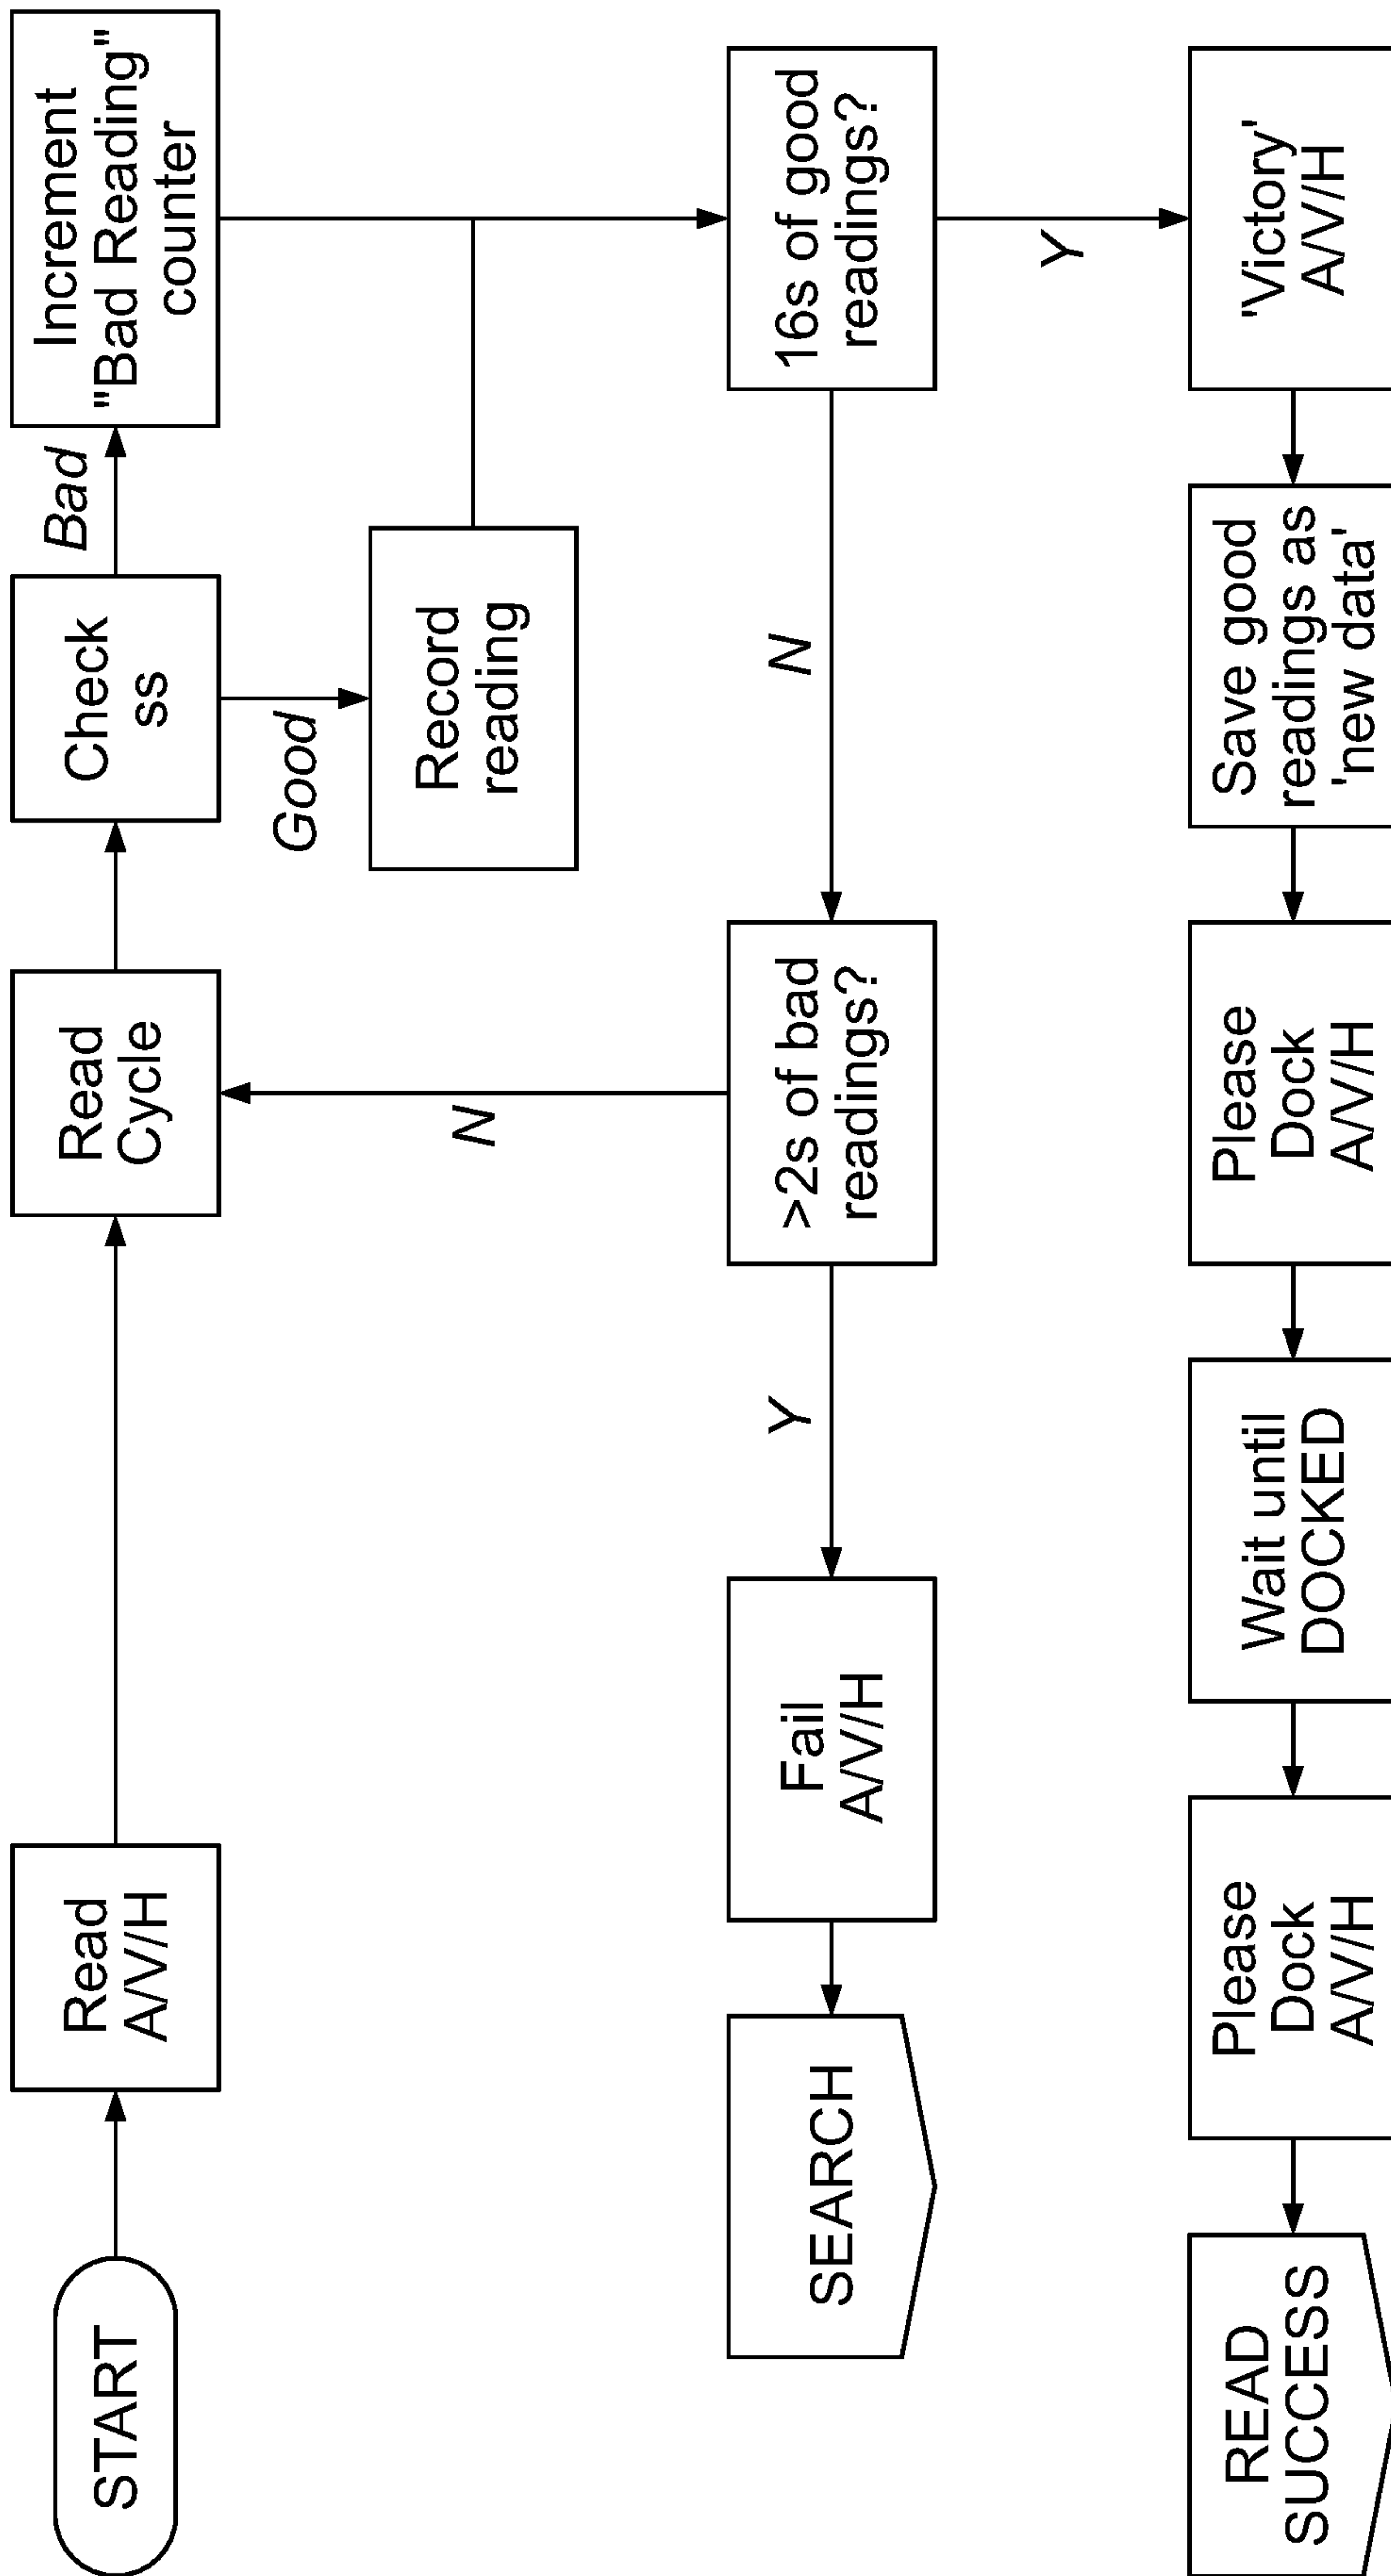 START
Read
A/V/H
Read
Cycle
Check
ss
Bad
Increment
"Bad Reading"
counter
Good
Record
reading
N
SEARCH
Fail
A/V/H
Y
>2s of bad
readings?
N
16s of good
readings?
Y
READ
SUCCESS
Please
Dock
A/V/H
Wait until
DOCKED
Please
Dock
A/V/H
Save good
readings as
'new data'
'Victory'
A/V/H